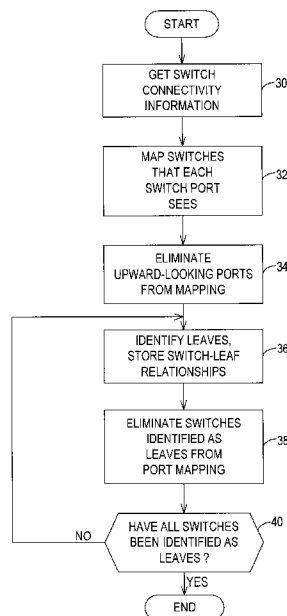 START
GET SWITCH
CONNECTIVITY
INFORMATION
30
MAP SWITCHES
THAT EACH
SWITCH PORT
SEES
32
ELIMINATE
UPWARD-LOOKING PORTS
FROM MAPPING
34
IDENTIFY LEAVES,
STORE SWITCH-LEAF
RELATIONSHIPS
36
ELIMINATE SWITCHES
IDENTIFIED AS
LEAVES FROM
PORT MAPPING
38
HAVE ALL SWITCHES
BEEN IDENTIFIED AS
LEAVES ?
40
NO
YES
END